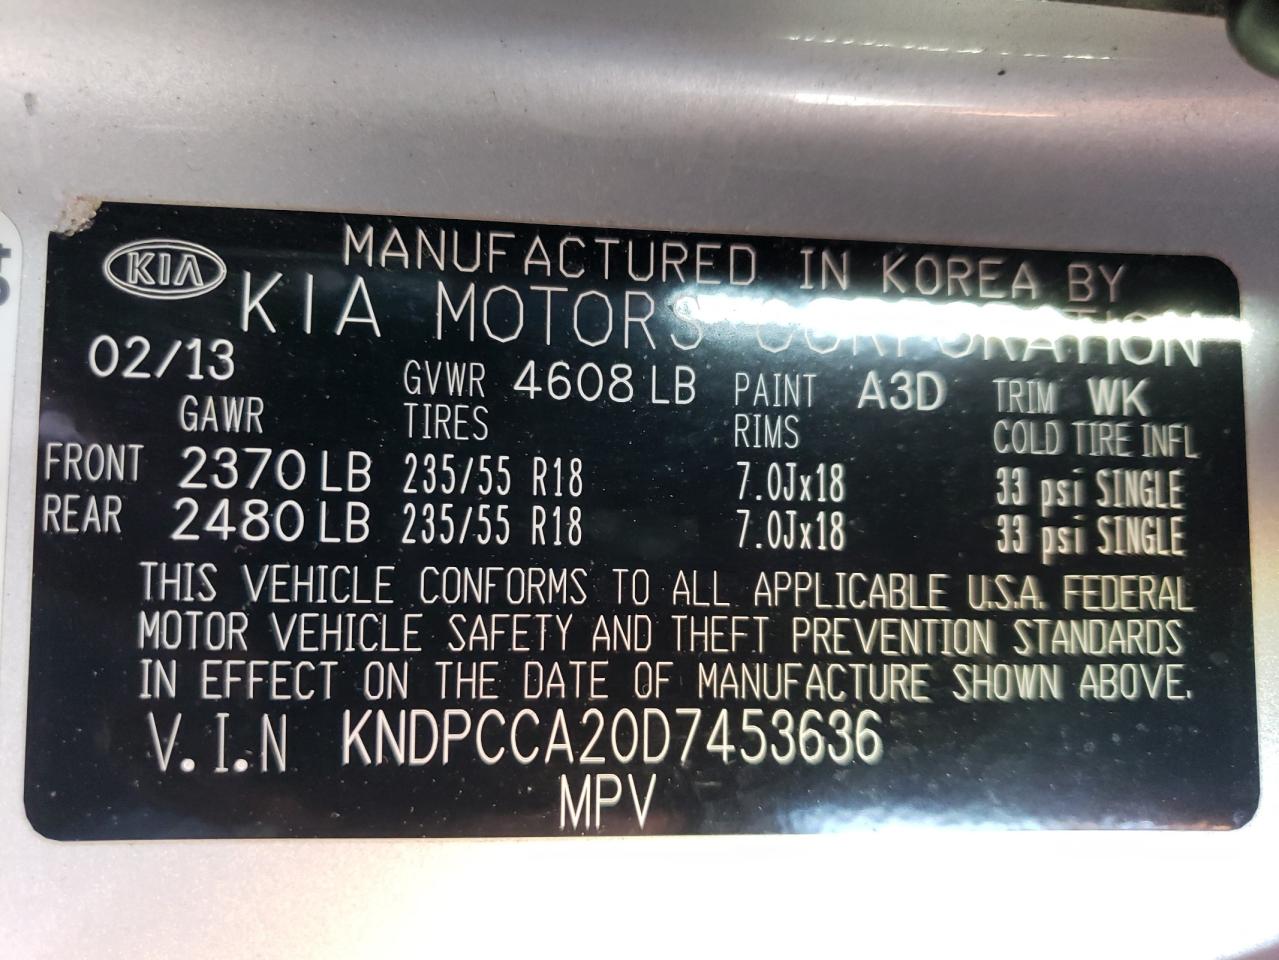 MANUFACTURED IN KOREA BY
KIA KIA MOTORS CORPORATION
02/13 GVWR 4608 LB PAINT A3D TRIM WK
GAWR TIRES RIMS COLD TIRE INFL
FRONT 2370 LB 235/55 R18 7.0Jx18 33 psi SINGLE
REAR 2480 LB 235/55 R18 7.0Jx18 33 psi SINGLE
THIS VEHICLE CONFORMS TO ALL APPLICABLE U.S.A. FEDERAL
MOTOR VEHICLE SAFETY AND THEFT PREVENTION STANDARDS
IN EFFECT ON THE DATE OF MANUFACTURE SHOWN ABOVE.
V.I.N KNDPCCA20D7453636
MPV